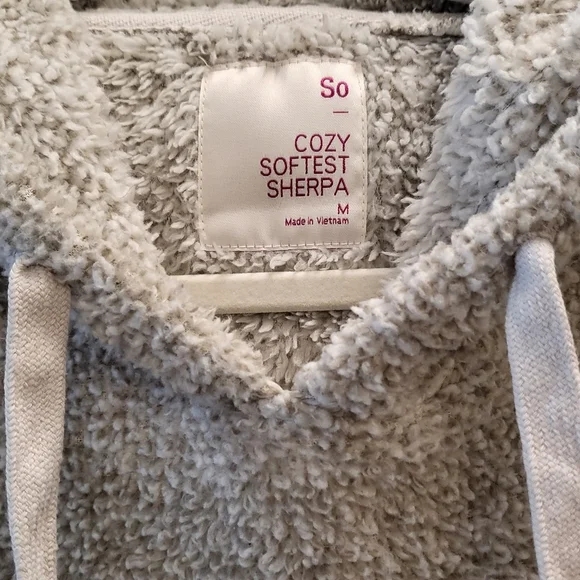 So
COZY
SOFTEST
SHERPA
M
Made in Vietnam